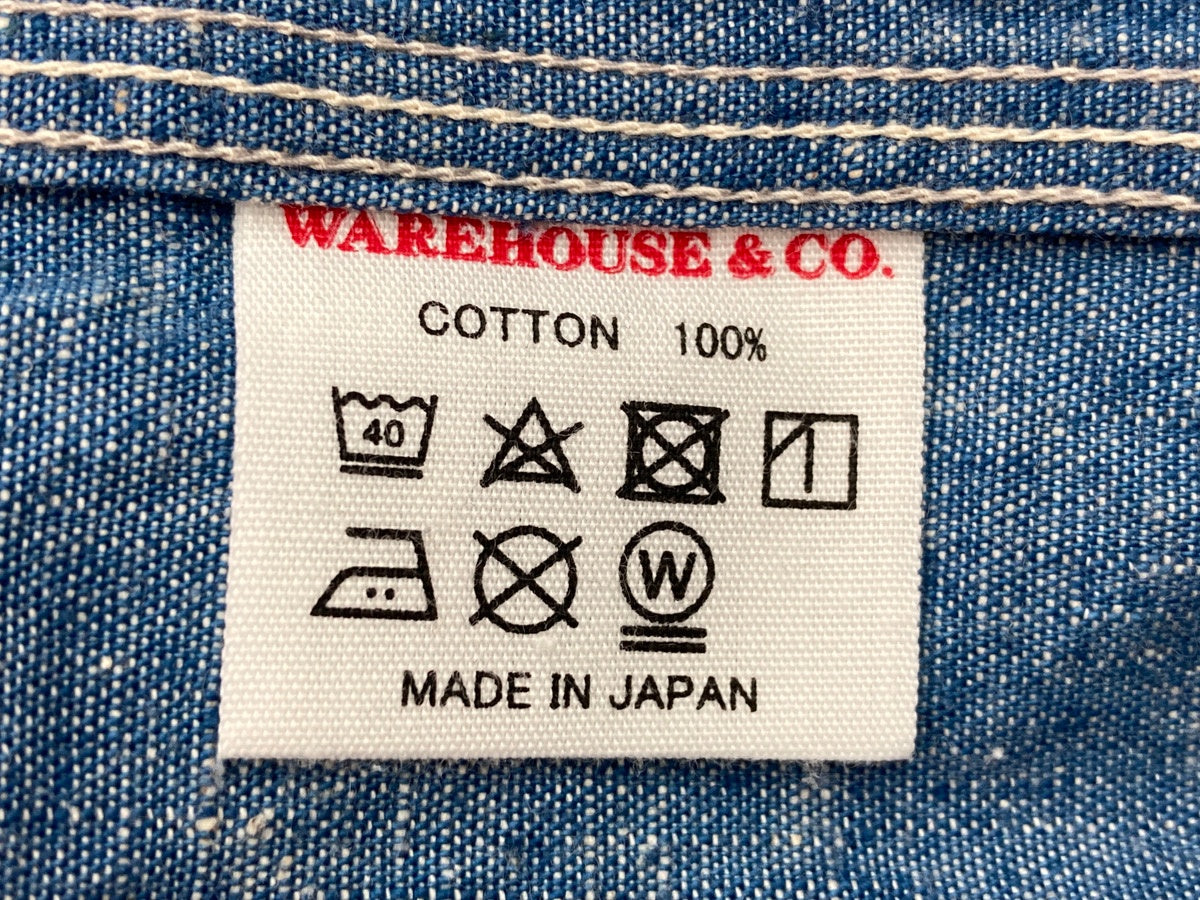 WAREHOUSE & CO.
COTTON 100%
40
W
MADE IN JAPAN